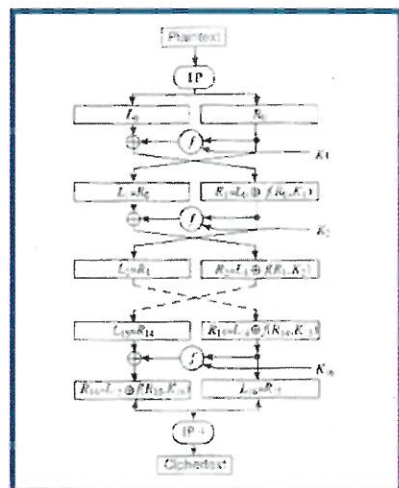 Plaintext
IP
L₀ R₀
f
K₁
L₁=R₀ R₁=L₀⊕f(R₀,K₁)
f
K₂
L₂=R₁ R₂=L₁⊕f(R₁,K₂)
L₁₅=R₁₄ R₁₅=L₁₄⊕f(R₁₄,K₁₅)
f
K₁₆
R₁₆=L₁₅⊕f(R₁₅,K₁₆) L₁₆=R₁₅
IP⁻¹
Ciphertext